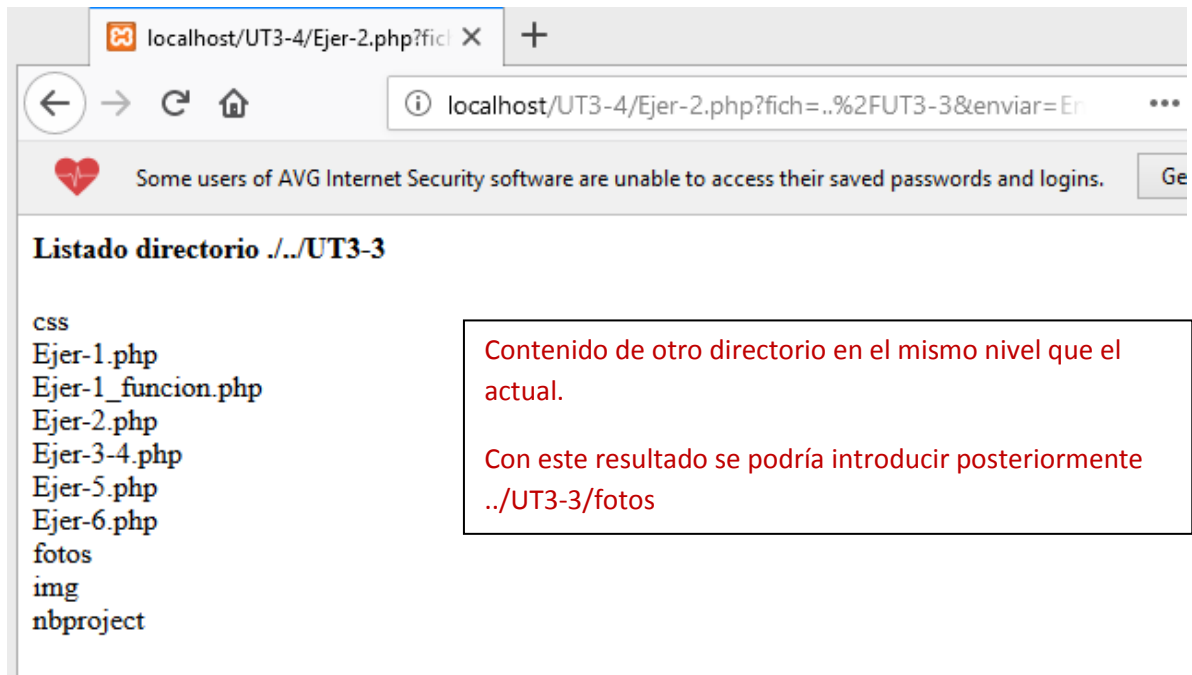 localhost/UT3-4/Ejer-2.php?fich
localhost/UT3-4/Ejer-2.php?fich=..%2FUT3-3&enviar=En
Some users of AVG Internet Security software are unable to access their saved passwords and logins.
Ge
Listado directorio ./../UT3-3
css
Ejer-1.php
Ejer-1_funcion.php
Ejer-2.php
Ejer-3-4.php
Ejer-5.php
Ejer-6.php
fotos
img
nbproject
Contenido de otro directorio en el mismo nivel que el
actual.
Con este resultado se podría introducir posteriormente
../UT3-3/fotos